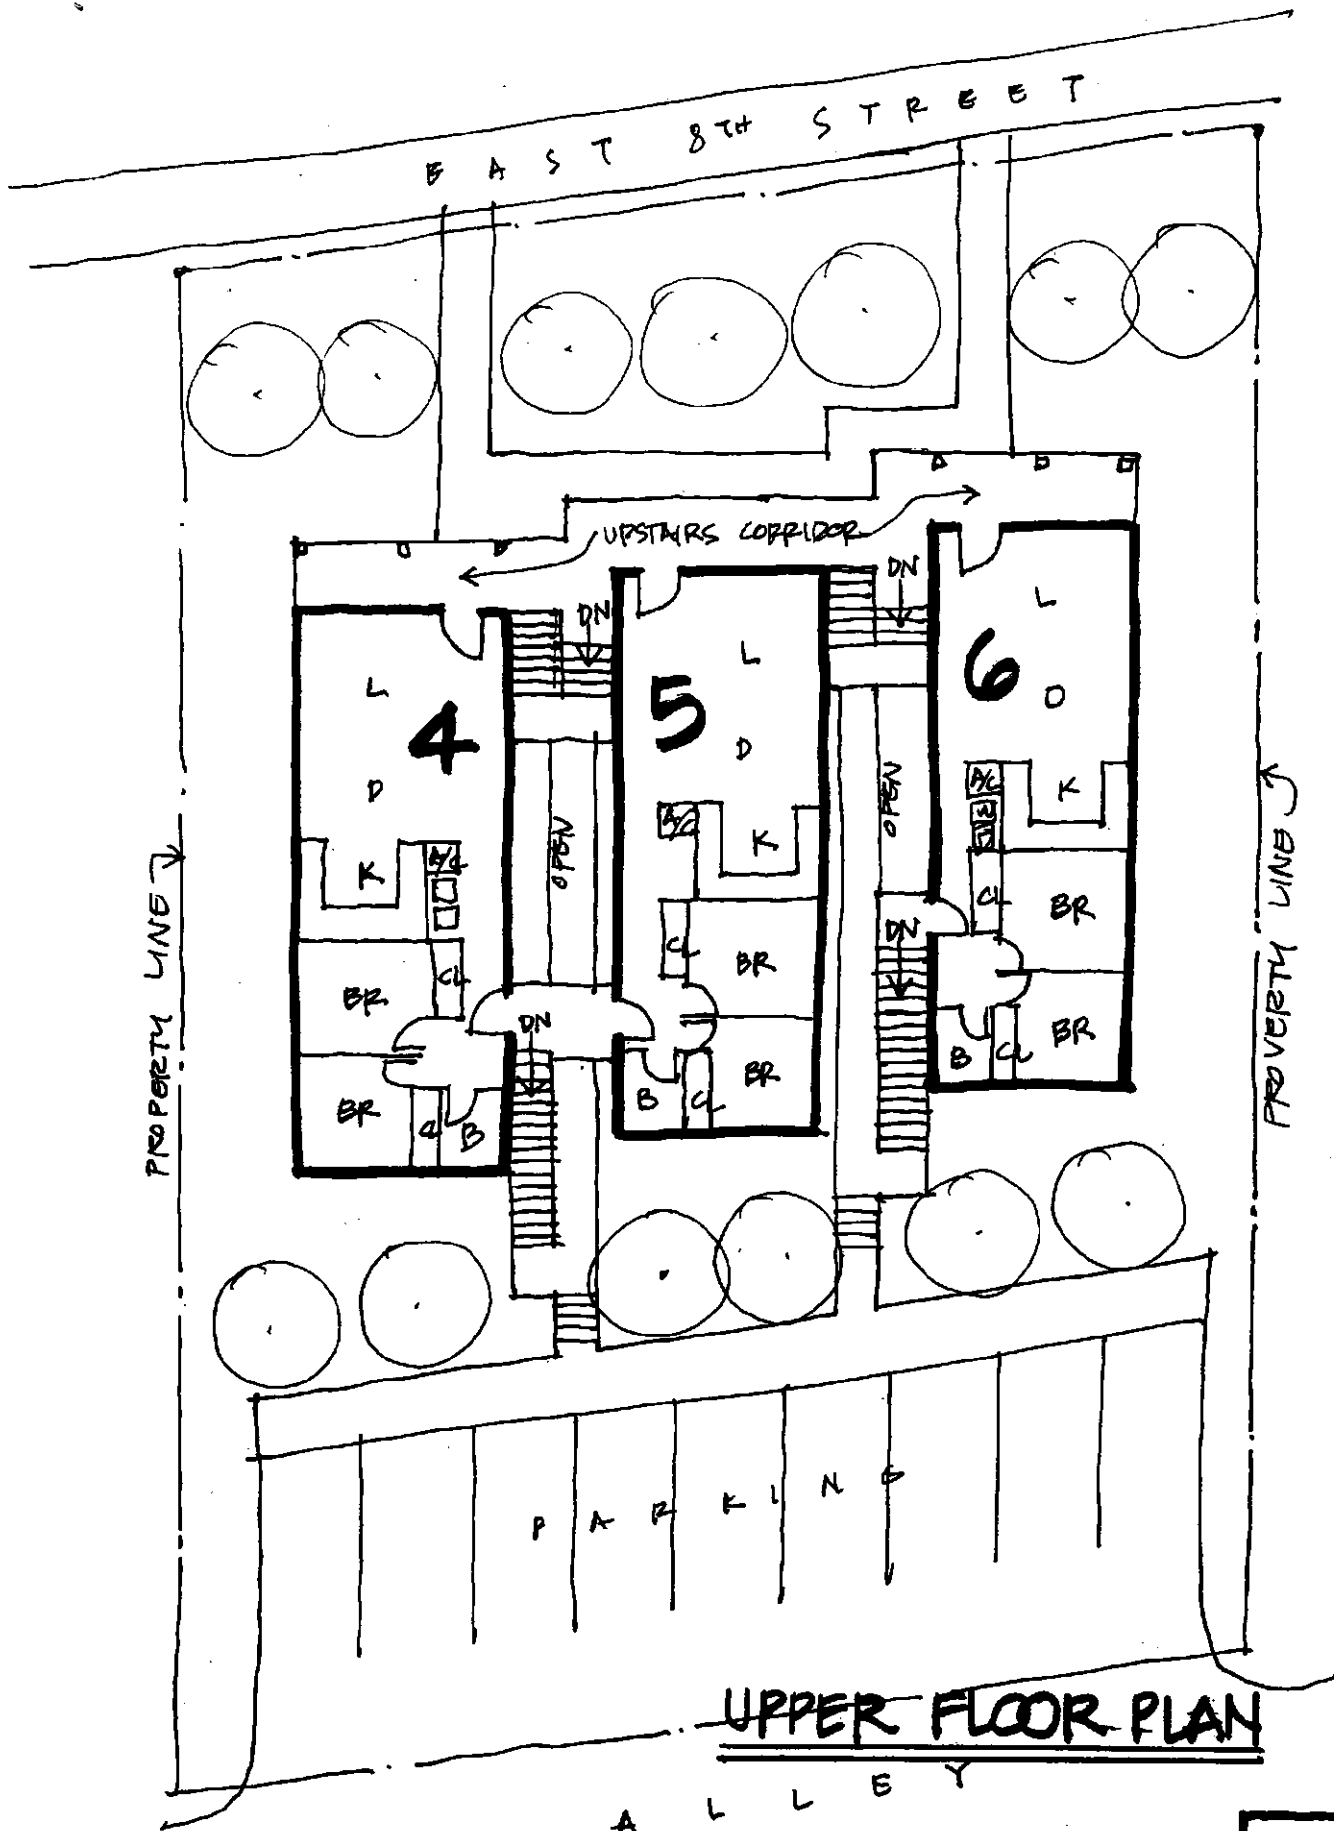 EAST 8TH STREET
UPSTAIRS CORRIDOR
DN
DN
L
L
L
4
5
6
D
D
D
A/C
K
A/C
K
A/C
K
OPEN
OPEN
PROPERTY LINE
PROVERTY LINE
CL
BR
CL
BR
CL
BR
DN
DN
BR
CL
B
B
CL
BR
B
CL
BR
PARKING
UPPER FLOOR PLAN
ALLEY